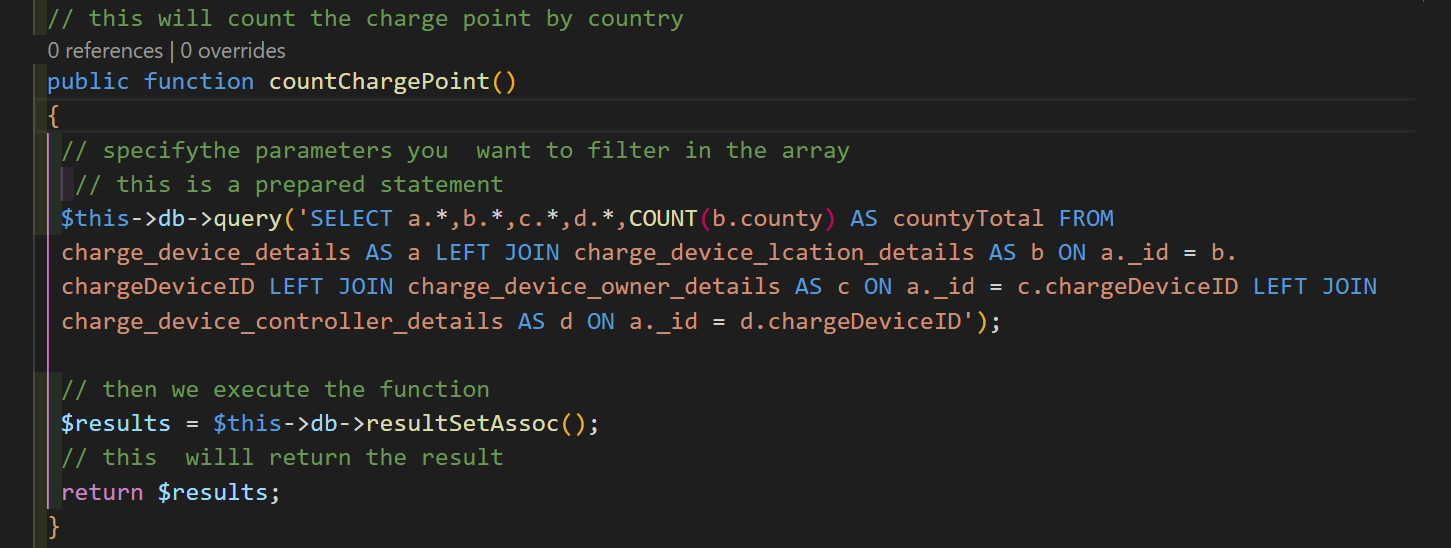 // this will count the charge point by country
0 references | 0 overrides
public function countChargePoint()
{
// specifythe parameters you  want to filter in the array
// this is a prepared statement
$this->db->query('SELECT a.*,b.*,c.*,d.*,COUNT(b.county) AS countyTotal FROM
charge_device_details AS a LEFT JOIN charge_device_lcation_details AS b ON a._id = b.
chargeDeviceID LEFT JOIN charge_device_owner_details AS c ON a._id = c.chargeDeviceID LEFT JOIN
charge_device_controller_details AS d ON a._id = d.chargeDeviceID');
// then we execute the function
$results = $this->db->resultSetAssoc();
// this  willl return the result
return $results;
}